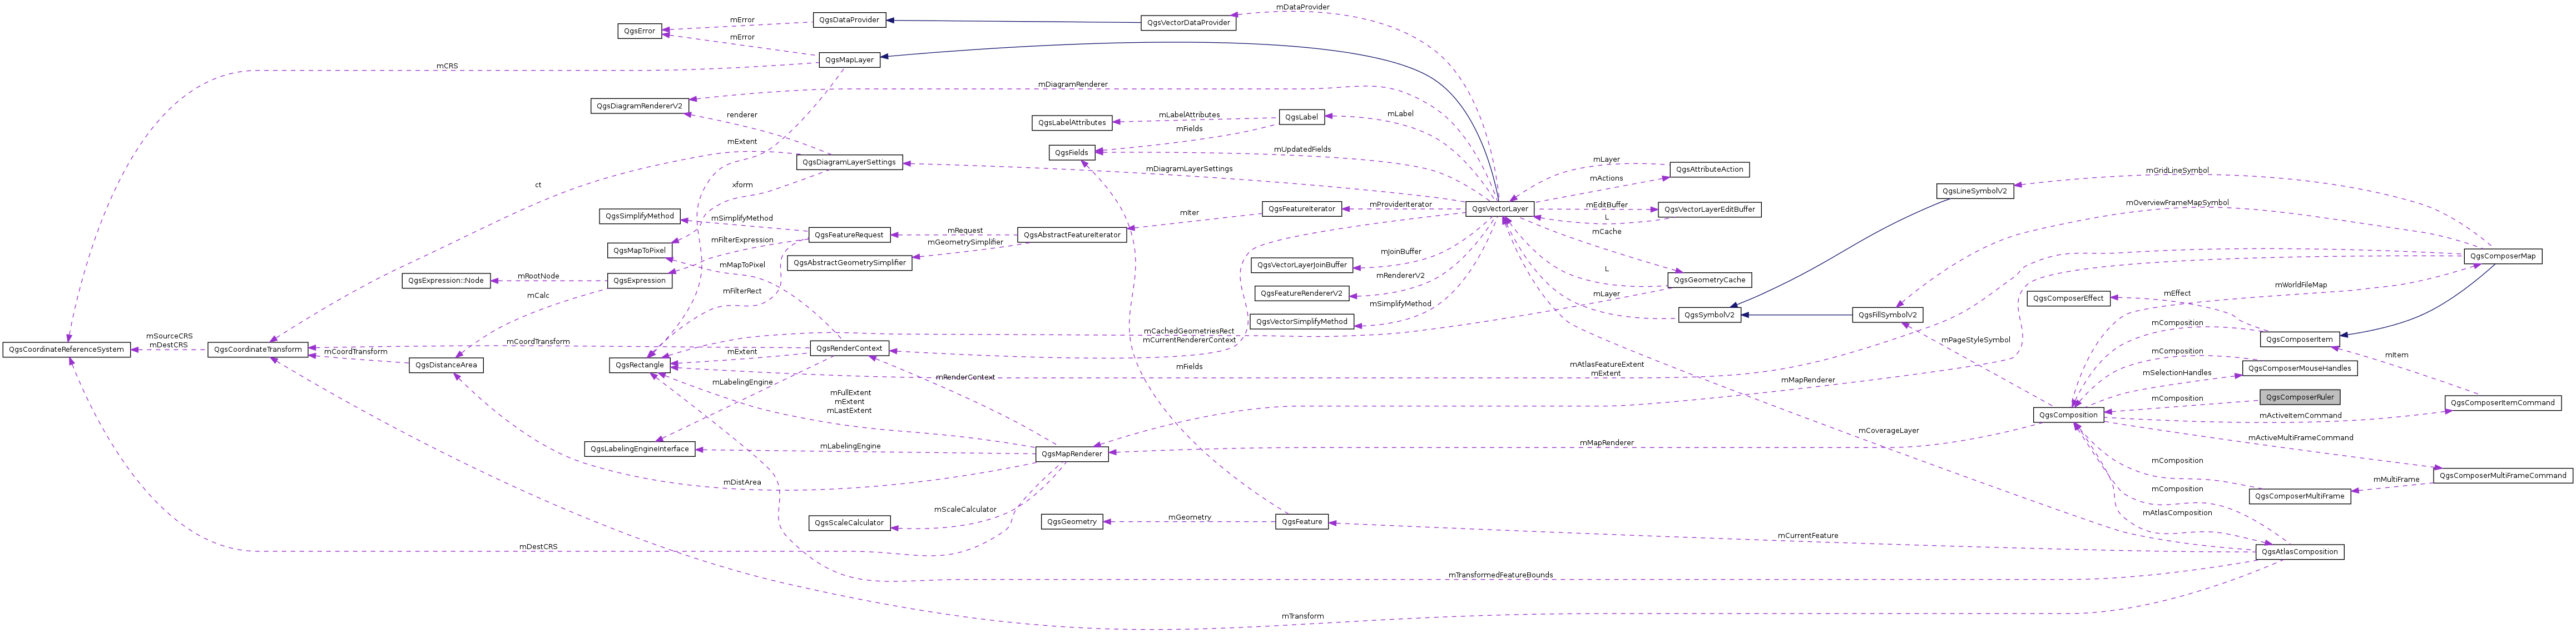 mDataProvider
QgsDataProvider
mError
QgsVectorDataProvider
QgsError
mError
QgsMapLayer
mCRS
mDiagramRenderer
QgsDiagramRendererV2
renderer
mLabelAttributes
QgsLabel
mLabel
QgsLabelAttributes
mFields
mExtent
QgsFields
mUpdatedFields
QgsDiagramLayerSettings
mDiagramLayerSettings
mLayer
QgsAttributeAction
mActions
mGridLineSymbol
ct
xform
QgsLineSymbolV2
mOverviewFrameMapSymbol
QgsSimplifyMethod
mSimplifyMethod
mIter
QgsFeatureIterator
mProviderIterator
QgsVectorLayer
mEditBuffer
L
QgsVectorLayerEditBuffer
QgsFeatureRequest
mRequest
QgsAbstractFeatureIterator
mCache
mFilterExpression
mGeometrySimplifier
QgsMapToPixel
mJoinBuffer
QgsComposerMap
mMapToPixel
QgsAbstractGeometrySimplifier
QgsVectorLayerJoinBuffer
L
QgsExpression::Node
mRootNode
QgsExpression
mRendererV2
QgsGeometryCache
mWorldFileMap
mFilterRect
QgsFeatureRendererV2
mLayer
mEffect
QgsComposerEffect
mCalc
mSimplifyMethod
QgsVectorSimplifyMethod
QgsSymbolV2
QgsFillSymbolV2
mComposition
mSourceCRS
mDestCRS
mCachedGeometriesRect
mCurrentRendererContext
mPageStyleSymbol
QgsComposerItem
mCoordTransform
QgsCoordinateReferenceSystem
QgsCoordinateTransform
mCoordTransform
QgsRenderContext
mExtent
mComposition
mItem
QgsDistanceArea
QgsRectangle
mFields
mAtlasFeatureExtent
mExtent
QgsComposerMouseHandles
mSelectionHandles
mLabelingEngine
mRenderContext
mMapRenderer
mFullExtent
mExtent
mLastExtent
mComposition
QgsComposerRuler
QgsComposerItemCommand
QgsComposition
mActiveItemCommand
mCoverageLayer
mActiveMultiFrameCommand
QgsLabelingEngineInterface
mLabelingEngine
QgsMapRenderer
mMapRenderer
mComposition
mDistArea
mMultiFrame
QgsComposerMultiFrameCommand
mComposition
QgsComposerMultiFrame
mScaleCalculator
mAtlasComposition
QgsScaleCalculator
QgsGeometry
mGeometry
QgsFeature
mCurrentFeature
mDestCRS
QgsAtlasComposition
mTransformedFeatureBounds
mTransform